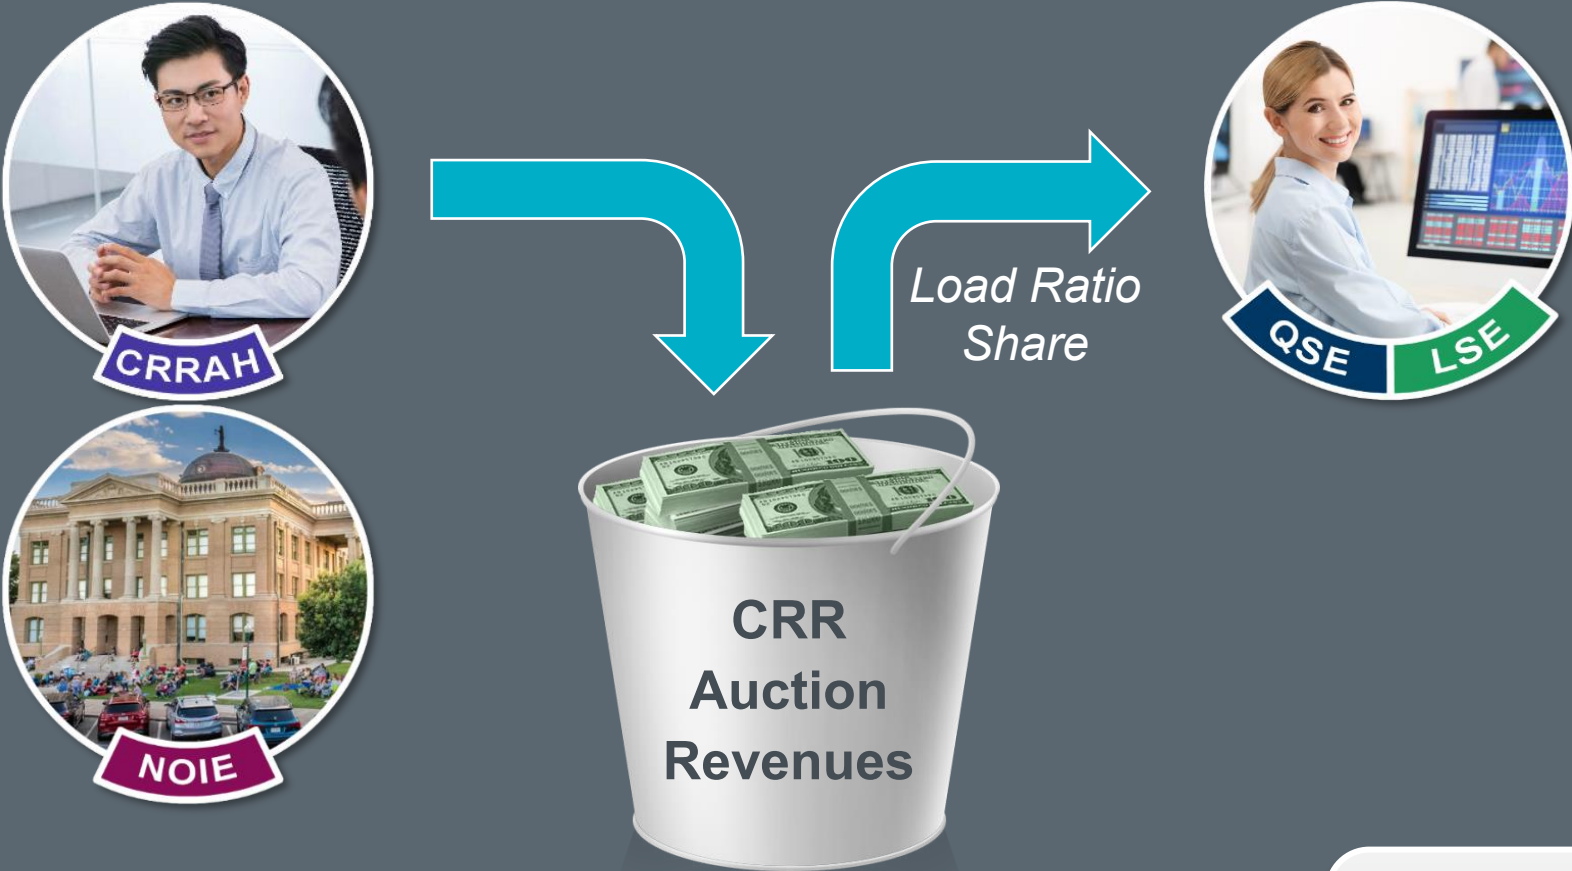 CRRAH
NOIE
Load Ratio
Share
QSE
LSE
CRR
Auction
Revenues